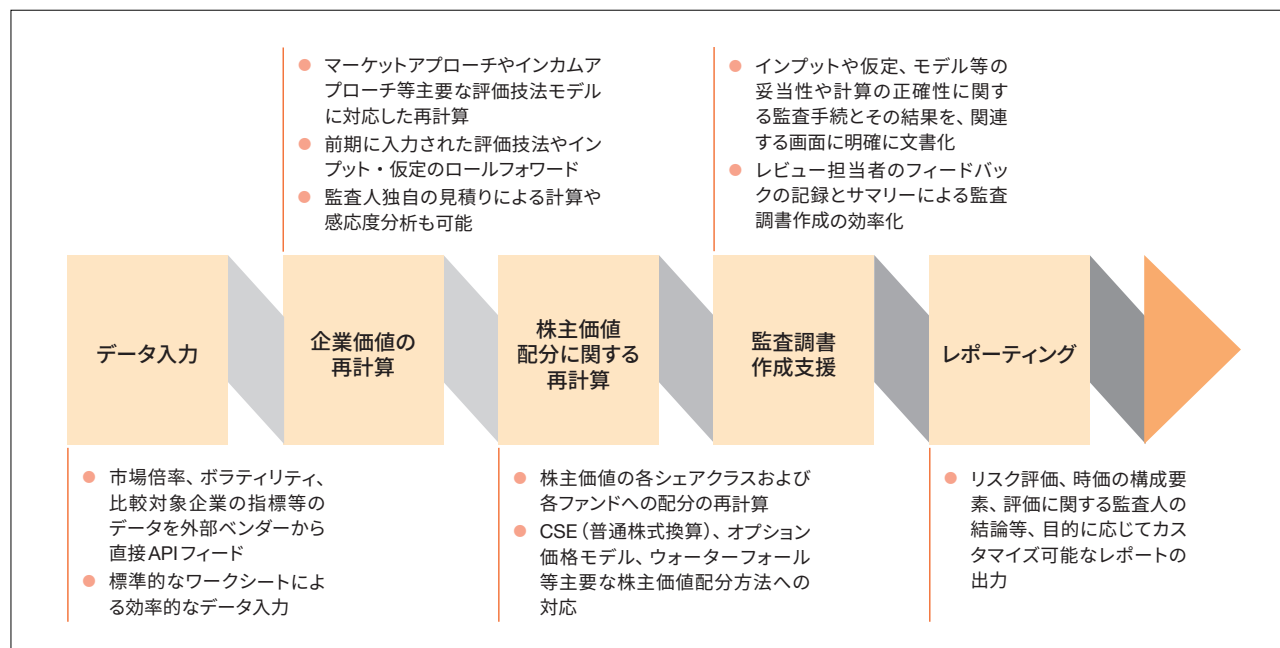 ● マーケットアプローチやインカムア
プローチ等主要な評価技法モデル
に対応した再計算
● 前期に入力された評価技法やイン
プット・仮定のロールフォワード
● 監査人独自の見積りによる計算や
感応度分析も可能
● インプットや仮定、モデル等の
妥当性や計算の正確性に関す
る監査手続とその結果を、関連
する画面に明確に文書化
● レビュー担当者のフィードバッ
クの記録とサマリーによる監査
調書作成の効率化
データ入力
企業価値の
再計算
株主価値
配分に関する
再計算
監査調書
作成支援
レポーティング
● 市場倍率、ボラティリティ、
比較対象企業の指標等の
データを外部ベンダーから
直接APIフィード
● 標準的なワークシートによ
る効率的なデータ入力
● 株主価値の各シェアクラスおよび
各ファンドへの配分の再計算
● CSE（普通株式換算）、オプション
価格モデル、ウォーターフォール
等主要な株主価値配分方法への
対応
● リスク評価、時価の構成要
素、評価に関する監査人の
結論等、目的に応じてカス
タマイズ可能なレポートの
出力